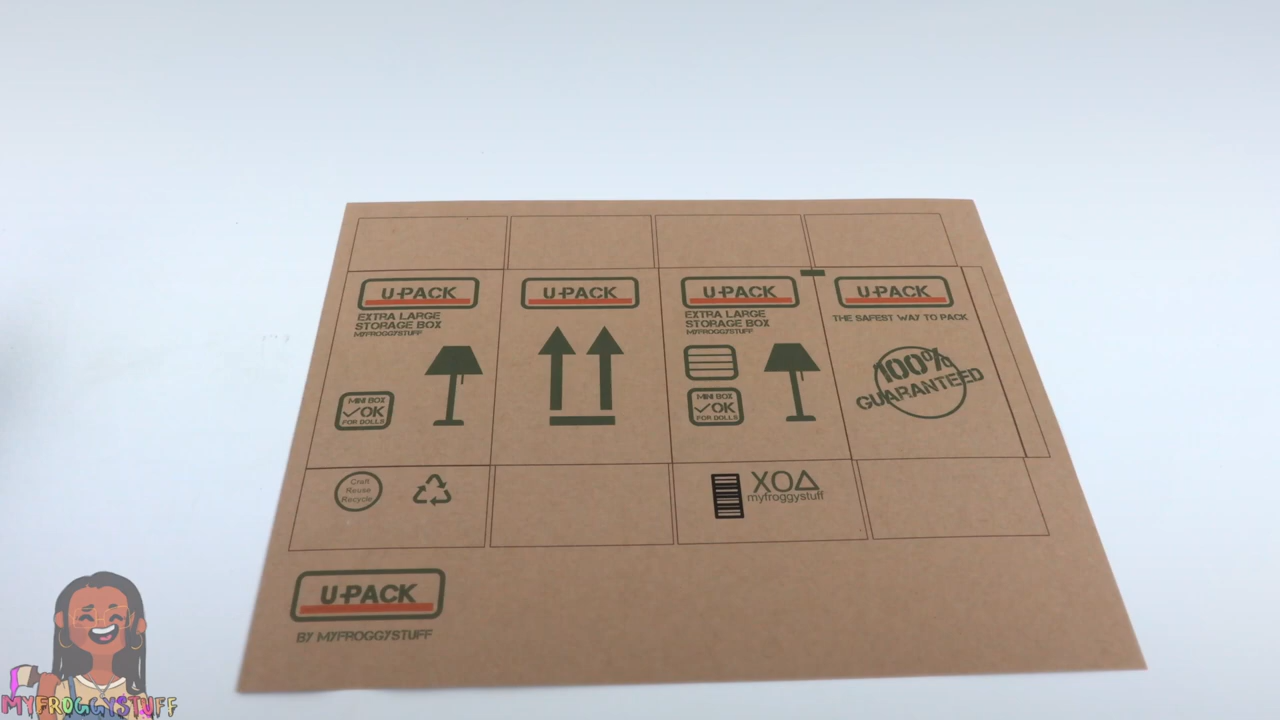 U-PACK
EXTRA LARGE
STORAGE BOX
MYFROGGYSTUFF
MINI BOX
OK
FOR DOLLS
U-PACK
U-PACK
EXTRA LARGE
STORAGE BOX
MYFROGGYSTUFF
MINI BOX
OK
FOR DOLLS
U-PACK
THE SAFEST WAY TO PACK
100%
GUARANTEED
Craft
Reuse
Recycle
XO△
myfroggystuff
U-PACK
BY MYFROGGYSTUFF
MYFROGGYSTUFF